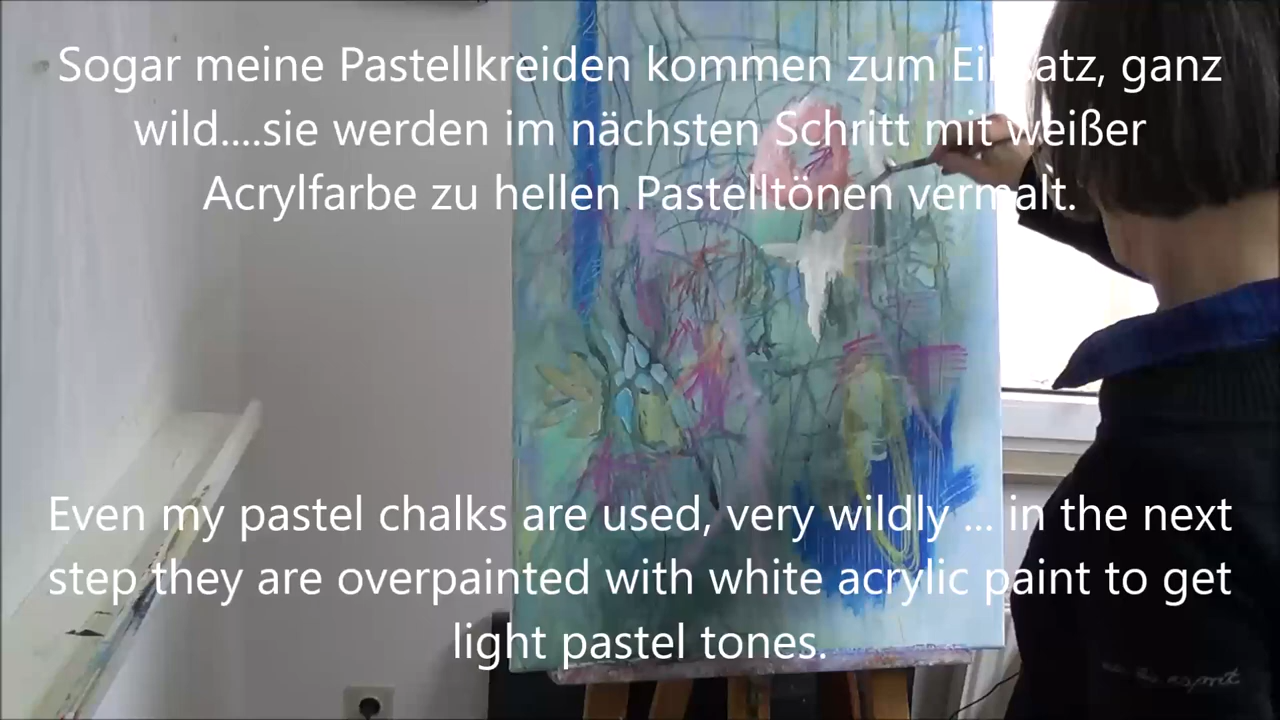 Sogar meine Pastellkreiden kommen zum Einsatz, ganz
wild....sie werden im nächsten Schritt mit weißer
Acrylfarbe zu hellen Pastelltönen vermalt.
Even my pastel chalks are used, very wildly ... in the next
step they are overpainted with white acrylic paint to get
light pastel tones.
esprit